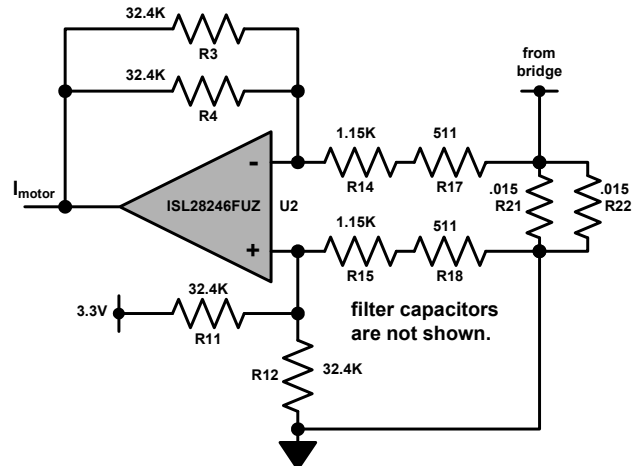 32.4K
R3
from
bridge
32.4K
R4
1.15K
511
-
R14
R17
.015
R21
.015
R22
I motor
ISL28246FUZ
U2
1.15K
511
+
R15
R18
32.4K
3.3V
R11
filter capacitors
are not shown.
R12
32.4K